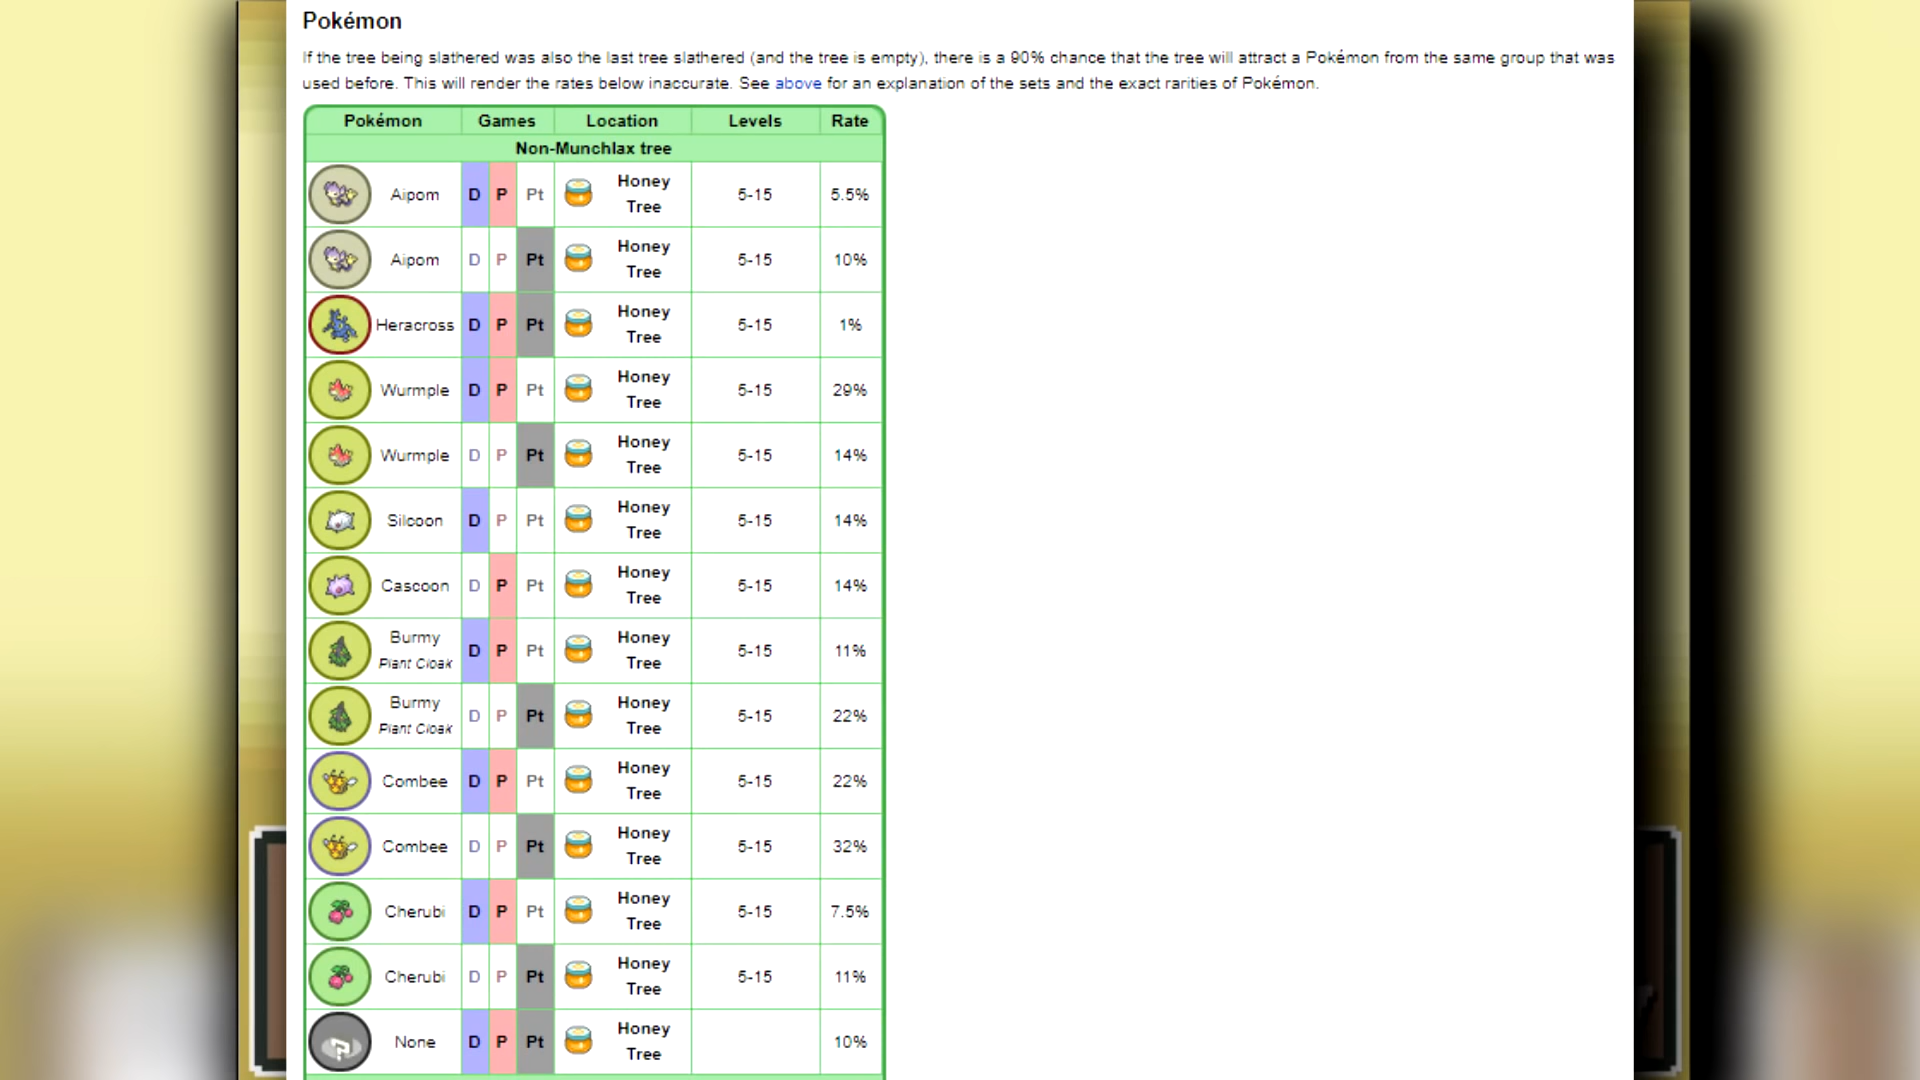 Pokémon
If the tree being slathered was also the last tree slathered (and the tree is empty), there is a 90% chance that the tree will attract a Pokémon from the same group that was
used before. This will render the rates below inaccurate. See above for an explanation of the sets and the exact rarities of Pokémon.
Pokémon Games Location Levels Rate
Non-Munchlax tree
Aipom D P Pt Honey Tree 5-15 5.5%
Aipom D P Pt Honey Tree 5-15 10%
Heracross D P Pt Honey Tree 5-15 1%
Wurmple D P Pt Honey Tree 5-15 29%
Wurmple D P Pt Honey Tree 5-15 14%
Silcoon D P Pt Honey Tree 5-15 14%
Cascoon D P Pt Honey Tree 5-15 14%
Burmy Plant Cloak D P Pt Honey Tree 5-15 11%
Burmy Plant Cloak D P Pt Honey Tree 5-15 22%
Combee D P Pt Honey Tree 5-15 22%
Combee D P Pt Honey Tree 5-15 32%
Cherubi D P Pt Honey Tree 5-15 7.5%
Cherubi D P Pt Honey Tree 5-15 11%
None D P Pt Honey Tree 10%